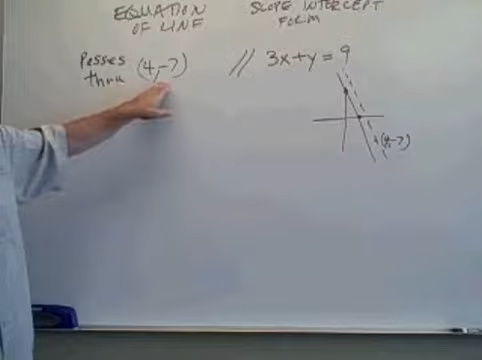 EQUATION OF LINE
SLOPE INTERCEPT FORM
Passes thru (4,-7) // 3x+y=9
(4,-7)